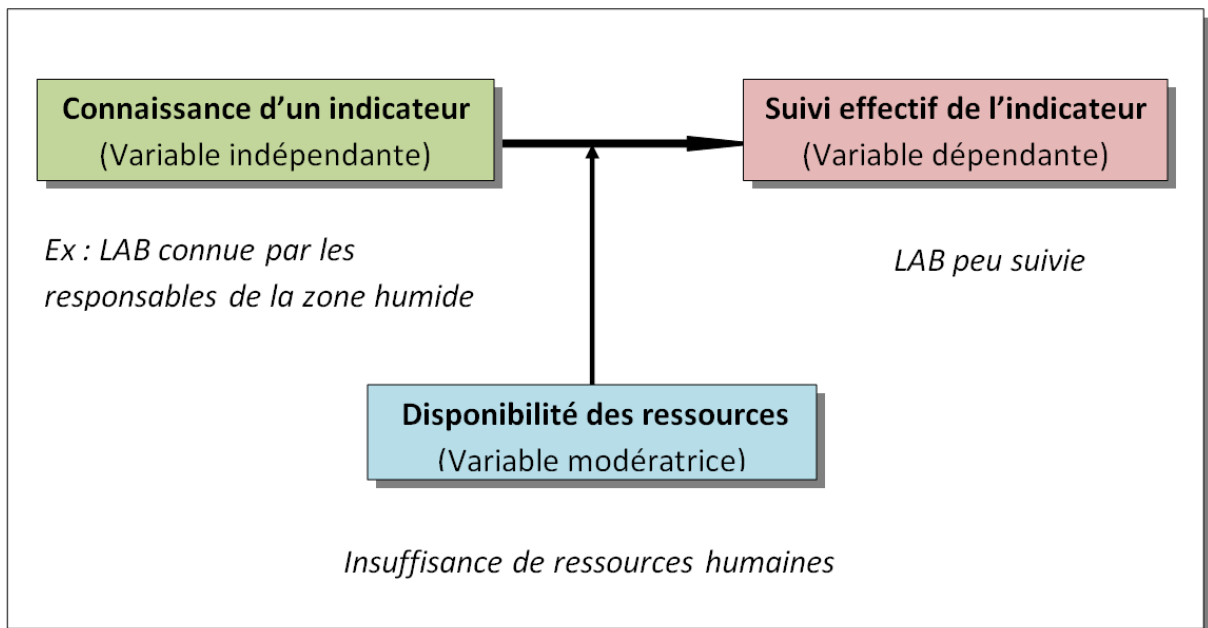 Connaissance d’un indicateur
(Variable indépendante)
Suivi effectif de l’indicateur
(Variable dépendante)
Ex : LAB connue par les
responsables de la zone humide
LAB peu suivie
Disponibilité des ressources
(Variable modératrice)
Insuffisance de ressources humaines